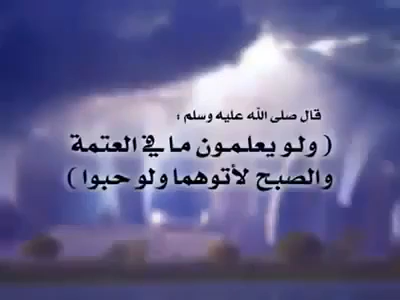 قال صلى الله عليه وسلم :
( ولو يعلمون ما في العتمة
والصبح لأتوهما ولو حبوا )